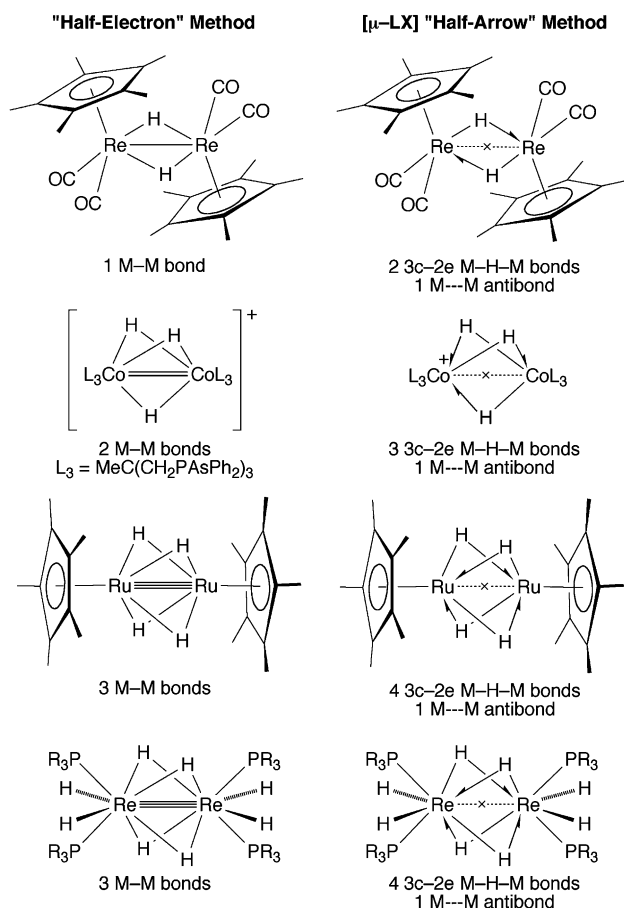 "Half-Electron" Method
[µ–LX] "Half-Arrow" Method
CO
CO
H
Re
Re
H
OC
OC
1 M–M bond
CO
CO
H
Re
×
Re
H
OC
OC
2 3c–2e M–H–M bonds
1 M---M antibond
+
H
H
L3Co
CoL3
H
2 M–M bonds
L3 = MeC(CH2PAsPh2)3
H
H
+
L3Co
×
CoL3
H
3 3c–2e M–H–M bonds
1 M---M antibond
H
H
Ru
Ru
H
H
3 M–M bonds
H
H
Ru
×
Ru
H
H
4 3c–2e M–H–M bonds
1 M---M antibond
R3P
H
H
PR3
H
Re
Re
H
H
H
R3P
H
H
PR3
3 M–M bonds
R3P
H
H
PR3
H
Re
×
Re
H
H
H
R3P
H
H
PR3
4 3c–2e M–H–M bonds
1 M---M antibond